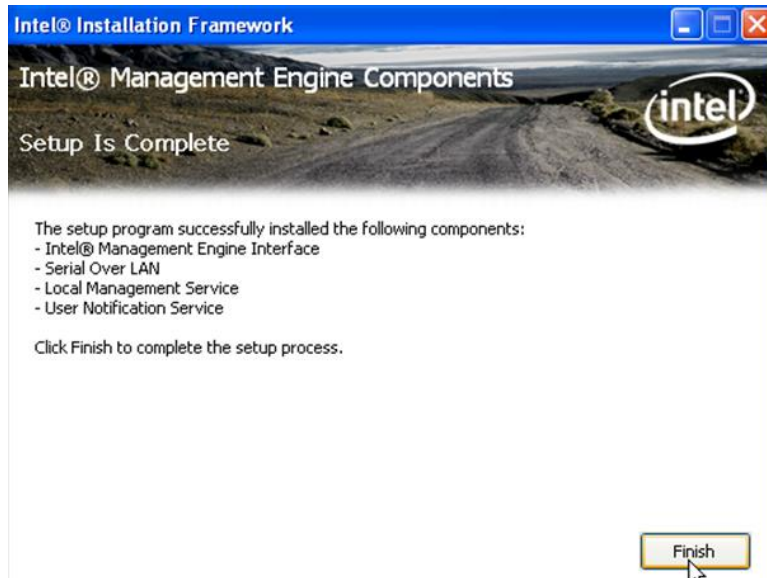 Intel® Installation Framework
Intel® Management Engine Components
intel
Setup Is Complete
The setup program successfully installed the following components:
- Intel® Management Engine Interface
- Serial Over LAN
- Local Management Service
- User Notification Service
Click Finish to complete the setup process.
Finish